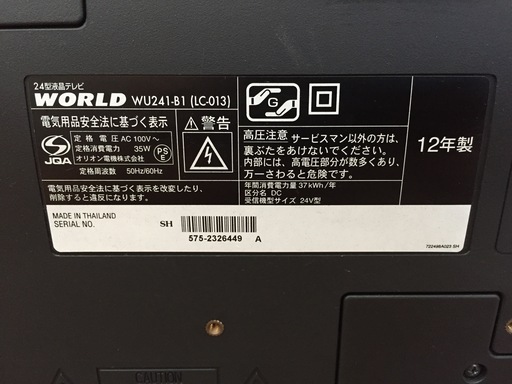 24型液晶テレビ
WORLD WU241-B1 (LC-013)
電気用品安全法に基づく表示
JQA
定格電圧 AC 100V~
定格消費電力 35W
オリオン電機株式会社
定格周波数 50Hz/60Hz
PSE
警告
G
高圧注意 サービスマン以外の方は、
裏ぶたをあけないでください。
内部には、高電圧部分が数多くあり、
万一さわると危険です。
12年製
電気用品安全法に基づく表示を改変したり、
削除すると違反になります。
年間消費電力量 37kWh/年
区分名 DC
受信機型サイズ 24V型
MADE IN THAILAND
SERIAL NO.
SH
575-2326449 A
722498A023 SH
CAUTION